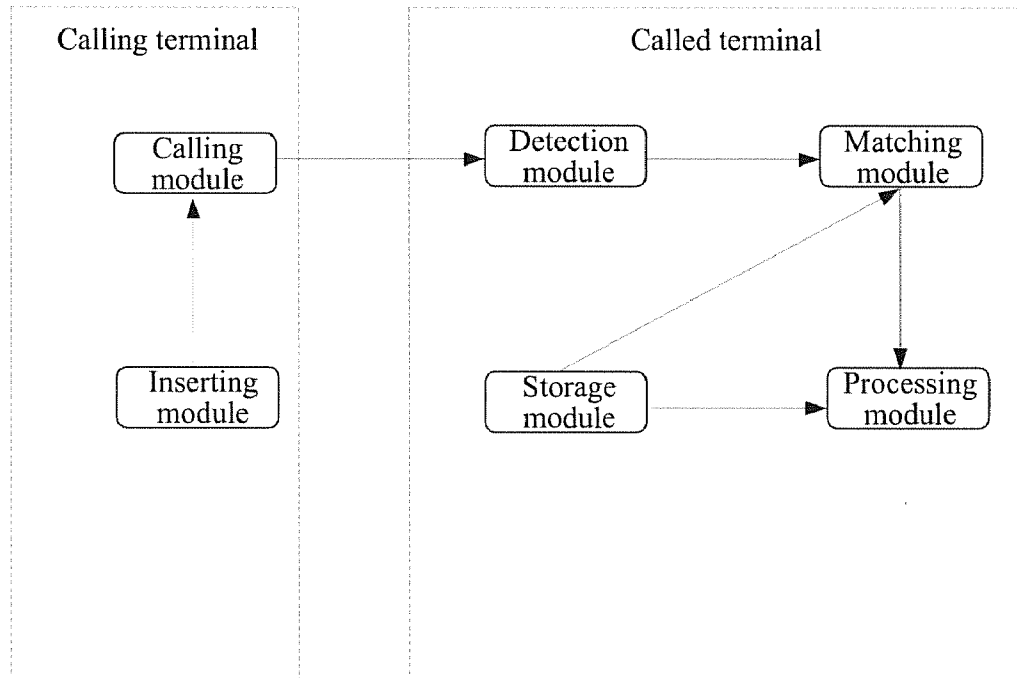 Calling terminal
Called terminal
Calling
module
Detection
module
Matching
module
Inserting
module
Storage
module
Processing
module